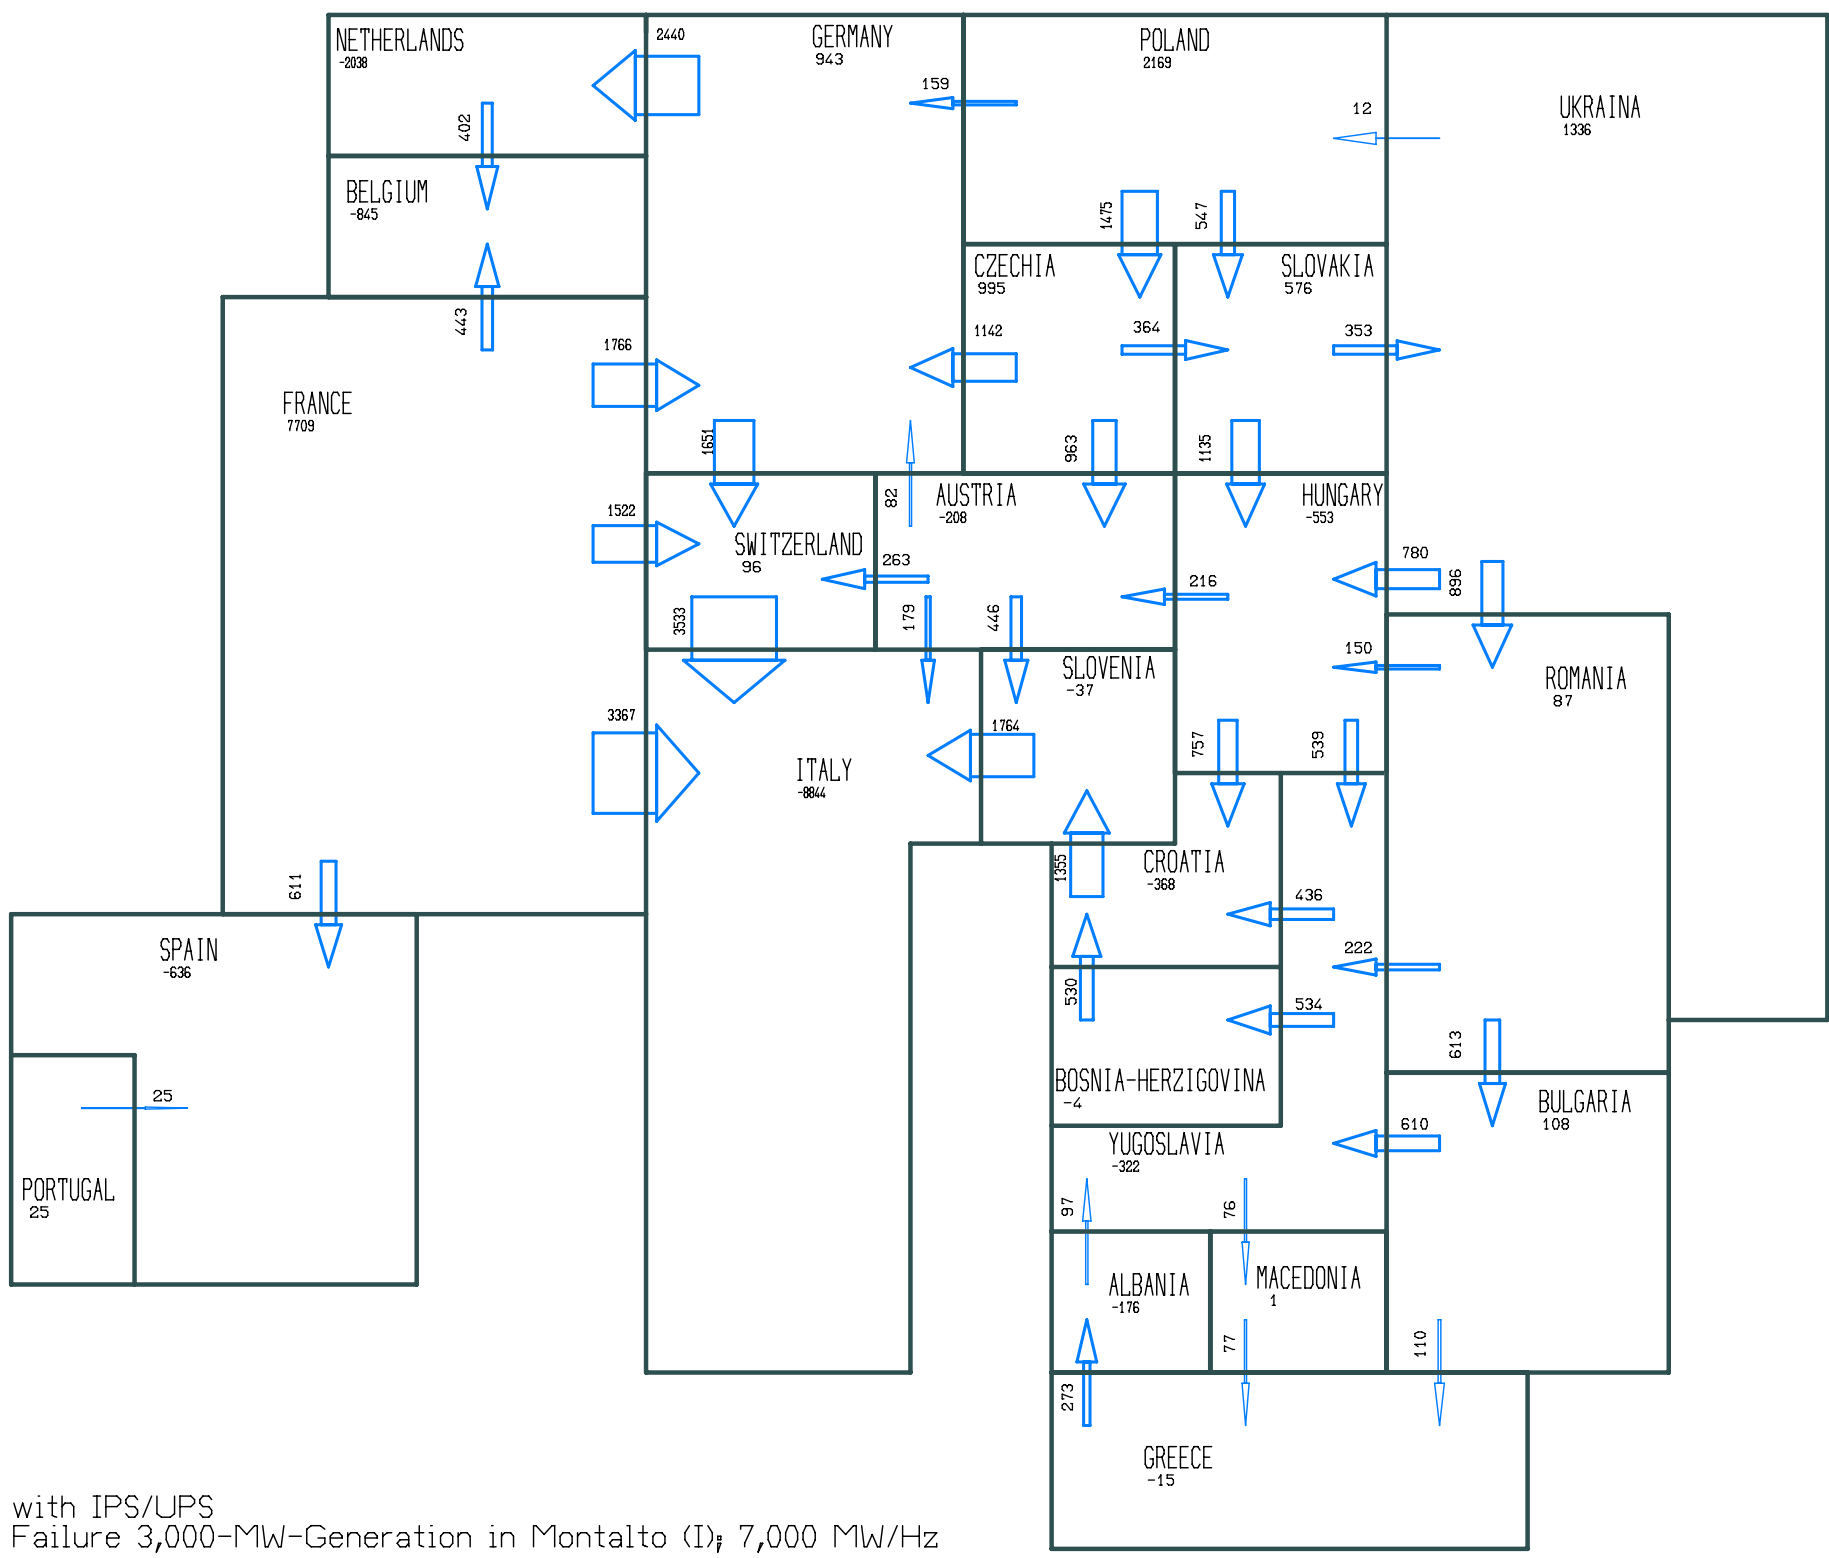 NETHERLANDS
-2038
2440
GERMANY
943
POLAND
2169
159
12
UKRAINA
1336
402
BELGIUM
-845
1475
547
CZECHIA
995
SLOVAKIA
576
443
1766
1142
364
353
FRANCE
7709
1651
963
1135
82
AUSTRIA
-208
HUNGARY
-553
1522
SWITZERLAND
96
263
216
780
896
3533
179
446
150
SLOVENIA
-37
ROMANIA
87
3367
1764
757
539
ITALY
-8844
611
1355
CROATIA
-368
436
SPAIN
-636
222
530
534
613
BOSNIA-HERZIGOVINA
-4
25
BULGARIA
108
610
YUGOSLAVIA
-322
PORTUGAL
25
97
76
ALBANIA
-176
MACEDONIA
1
77
110
273
GREECE
-15
with IPS/UPS
Failure 3,000-MW-Generation in Montalto (I); 7,000 MW/Hz